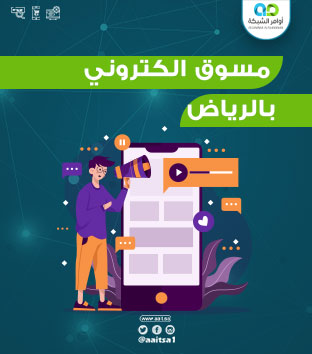 أوامر الشبكة
مسوق الكتروني
بالرياض
www.aait.sa
@aaitsa1